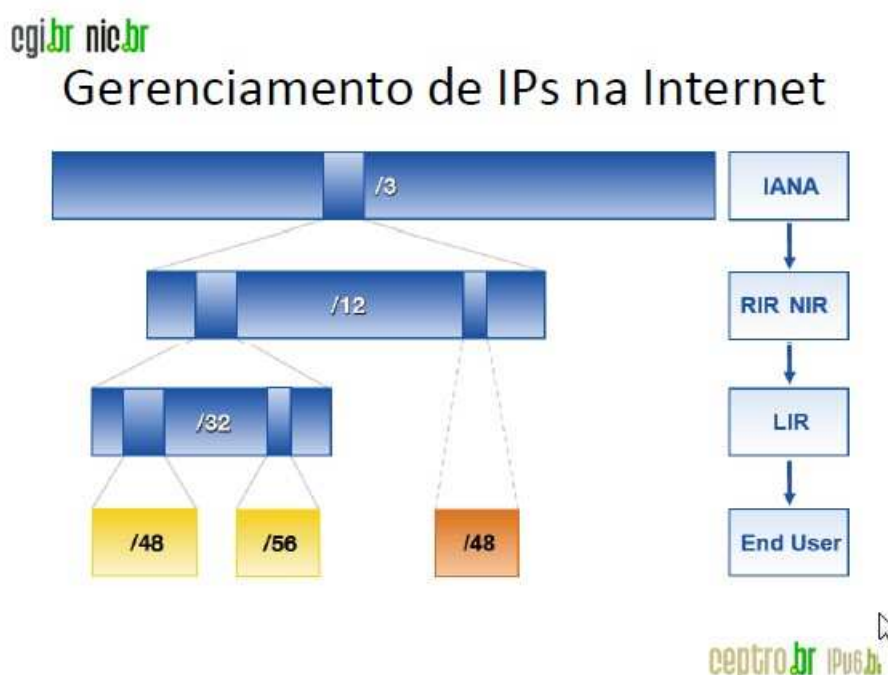 cgi.br nic.br
Gerenciamento de IPs na Internet
/3
IANA
/12
RIR NIR
/32
LIR
/48
/56
/48
End User
ceptro.br IPv6.br